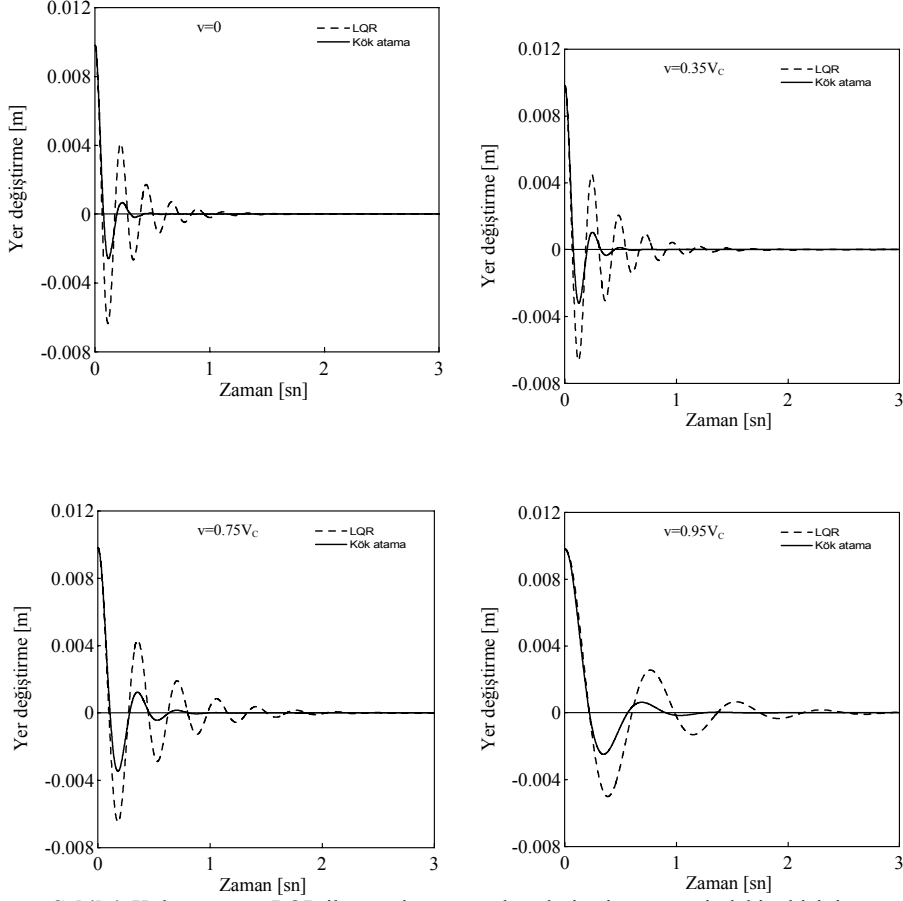 0.012
v=0
LQR
Kök atama
0.008
0.004
0
-0.004
-0.008
Yer değiştirme [m]
0 1 2 3
Zaman [sn]
0.012
v=0.35V_C
LQR
Kök atama
0.008
0.004
0
-0.004
-0.008
Yer değiştirme [m]
0 1 2 3
Zaman [sn]
0.012
v=0.75V_C
LQR
Kök atama
0.008
0.004
0
-0.004
-0.008
Yer değiştirme [m]
0 1 2 3
Zaman [sn]
0.012
v=0.95V_C
LQR
Kök atama
0.008
0.004
0
-0.004
-0.008
Yer değiştirme [m]
0 1 2 3
Zaman [sn]